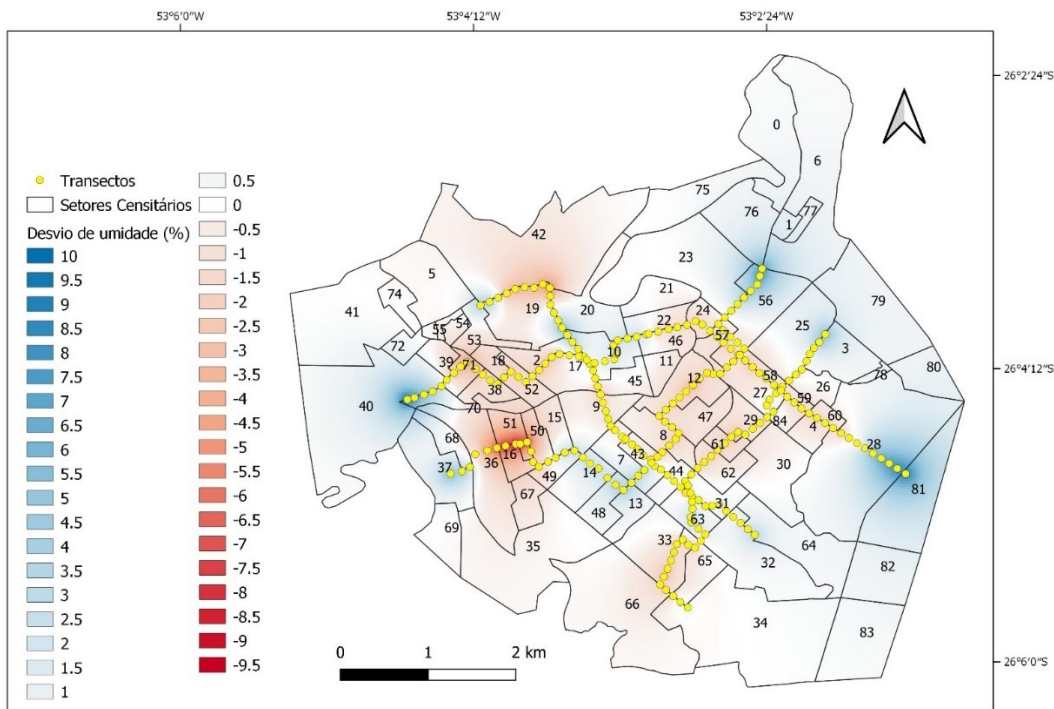 53°6′0″W 53°4′12″W 53°2′24″W
26°2′24″S
0
6
Transectos 0.5
75
Setores Censitários 0
76 77
1
Desvio de umidade (%) -0.5
42
10 -1
23
9.5 -1.5
5
9 -2
74 21 56 79
41 19 20
8.5 -2.5
54 24 25
8 -3
55 22 57
53 46 3
7.5 -3.5
72 10
18 2 17 11
7 -4
39 71 80
26°4′12″S
6.5 -4.5
38 52 45 12 58 78
40 26
6 -5
27 59
70 9 47 60
5.5 -5.5
51 15 29 84 4
68 50 8
5 -6
61 28
16 43
4.5 -6.5
37 36 7 30
49 14 44 62 81
4 -7
67 13 31
3.5 -7.5
48 63
69 33 64
3 -8
35 65 32
2.5 -8.5
82
2 -9
66
34
1.5 -9.5
83
0 1 2 km
1
26°6′0″S